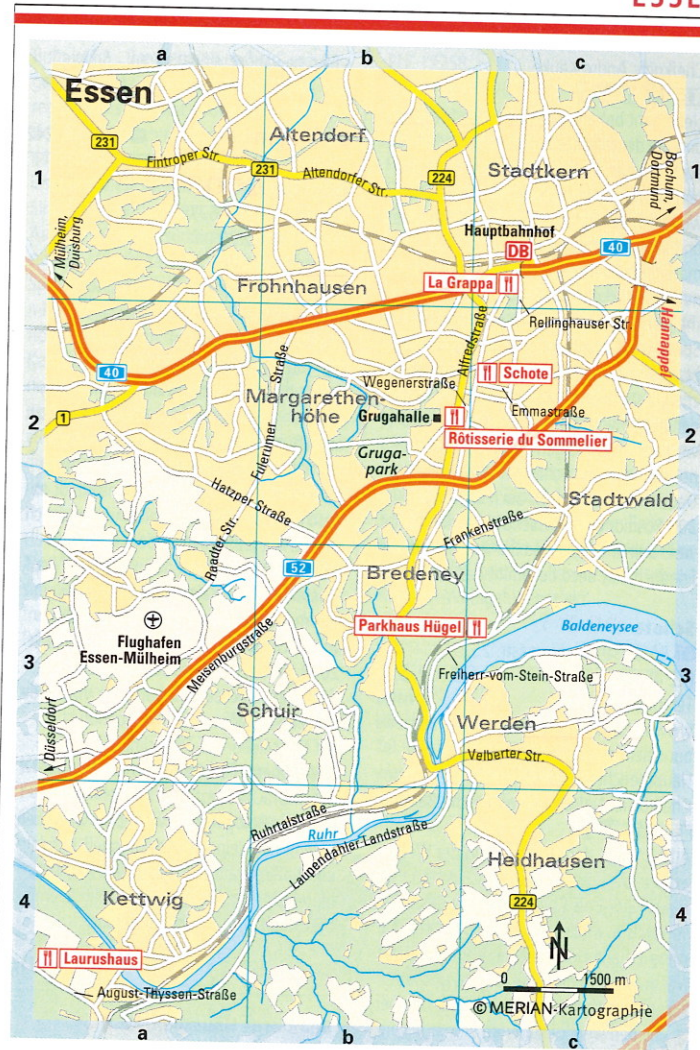 a
b
c
Essen
Altendorf
231
Fintroper Str.
231
Altendorfer Str.
224
Stadtkern
Bochum,
Dortmund
1
1
Mülheim,
Duisburg
Hauptbahnhof
DB
40
La Grappa
Frohnhausen
Rellinghauser Str.
Hannappel
Alfredstraße
40
Schote
Wegenerstraße
Margarethen-
höhe
Emmastraße
1
2
2
Grugahalle
Rôtisserie du Sommelier
Fulerumer Straße
Gruga-
park
Hatzper Straße
Stadtwald
Raadter Str.
Frankenstraße
52
Bredeney
Flughafen
Essen-Mülheim
Parkhaus Hügel
Baldeneysee
3
3
Meisenburgstraße
Freiherr-vom-Stein-Straße
Düsseldorf
Schuir
Werden
Velberter Str.
Ruhrtalstraße
Ruhr
Laupendahler Landstraße
Heidhausen
Kettwig
4
4
224
Laurushaus
N
August-Thyssen-Straße
0 1500 m
©MERIAN-Kartographie
a
b
c